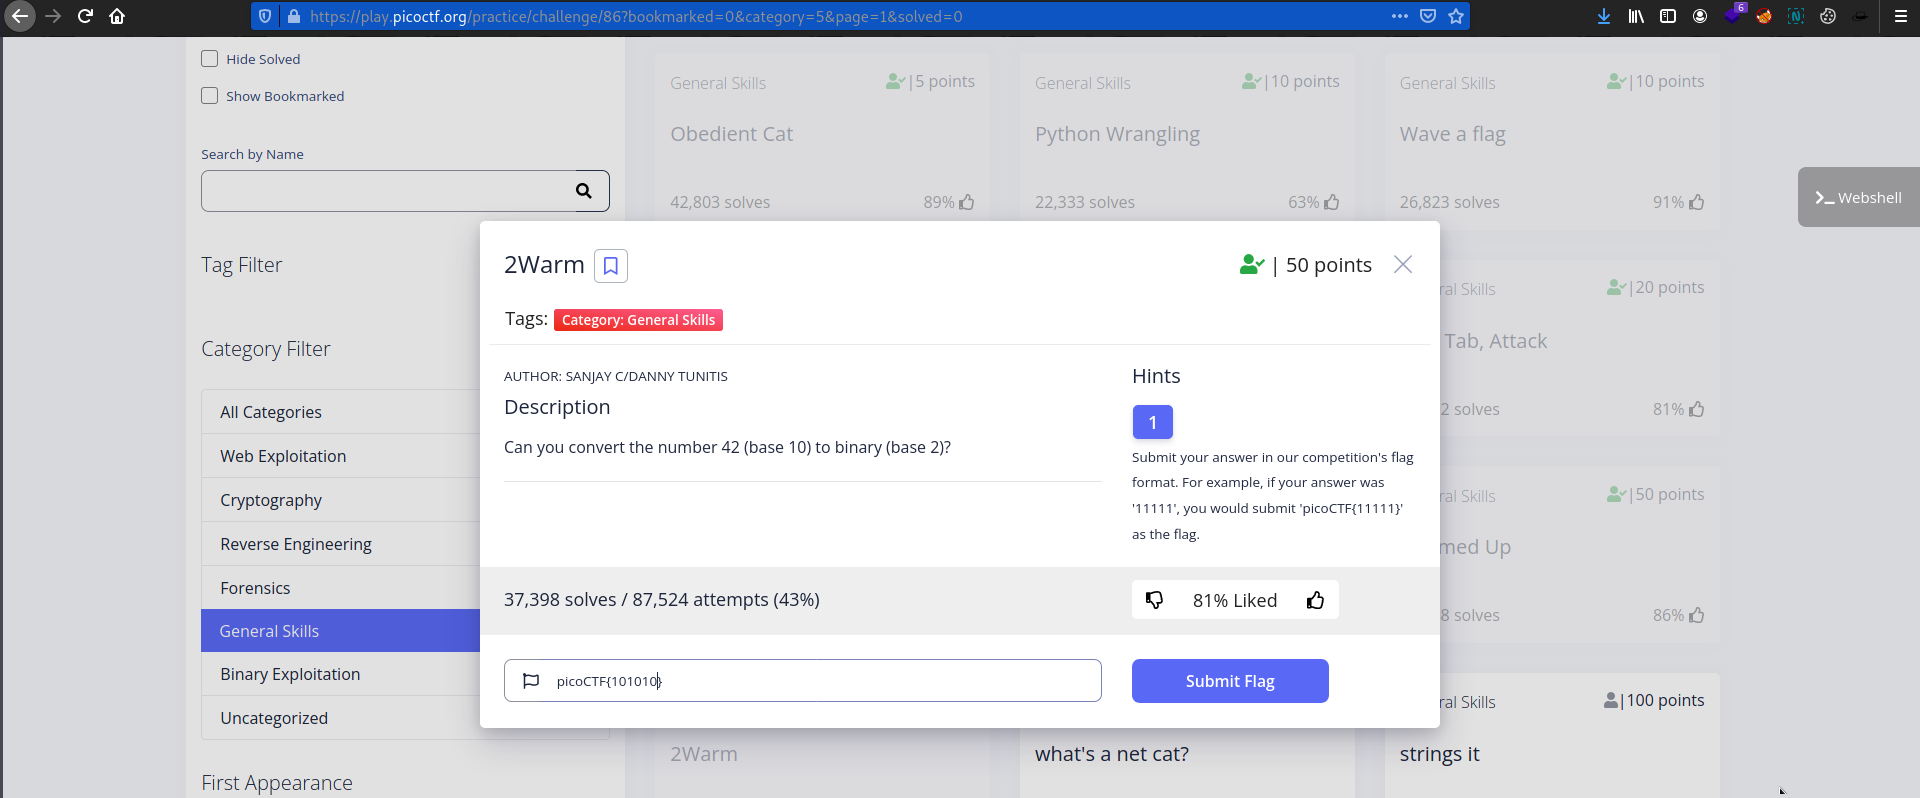 https://play.picoctf.org/practice/challenge/86?bookmarked=0&category=5&page=1&solved=0
6
Hide Solved
Show Bookmarked
Search by Name
Tag Filter
Category Filter
All Categories
Web Exploitation
Cryptography
Reverse Engineering
Forensics
General Skills
Binary Exploitation
Uncategorized
First Appearance
General Skills
|5 points
Obedient Cat
42,803 solves
89%
General Skills
|10 points
Python Wrangling
22,333 solves
63%
General Skills
|10 points
Wave a flag
26,823 solves
91%
Webshell
2Warm
| 50 points
Tags: Category: General Skills
AUTHOR: SANJAY C/DANNY TUNITIS
Description
Can you convert the number 42 (base 10) to binary (base 2)?
Hints
1
Submit your answer in our competition's flag
format. For example, if your answer was
'11111', you would submit 'picoCTF{11111}'
as the flag.
37,398 solves / 87,524 attempts (43%)
81% Liked
picoCTF{101010}
Submit Flag
ral Skills
|20 points
Tab, Attack
2 solves
81%
ral Skills
|50 points
med Up
8 solves
86%
ral Skills
|100 points
2Warm
what's a net cat?
strings it